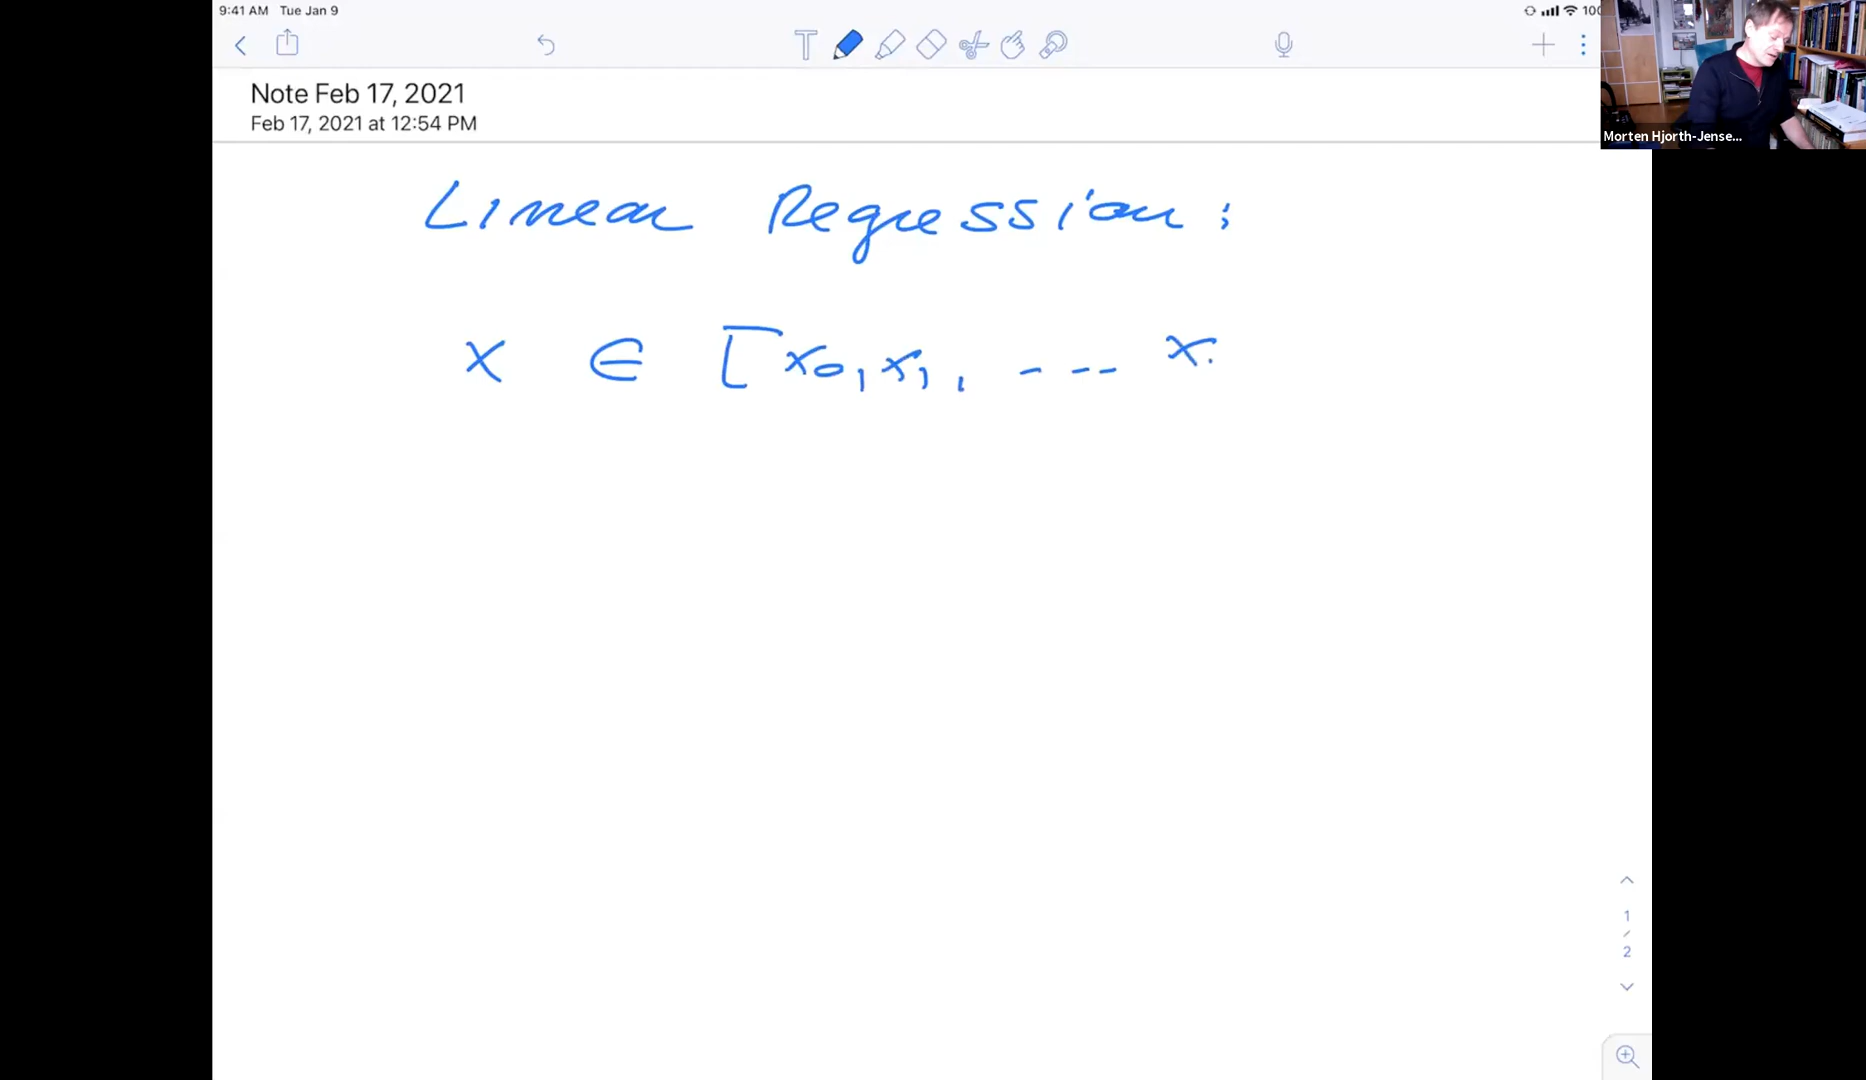 9:41 AM Tue Jan 9
100
T
Note Feb 17, 2021
Feb 17, 2021 at 12:54 PM
Morten Hjorth-Jense...
Linear Regression :
x ∈ [x0, x1, , - -- x.
1
/
2